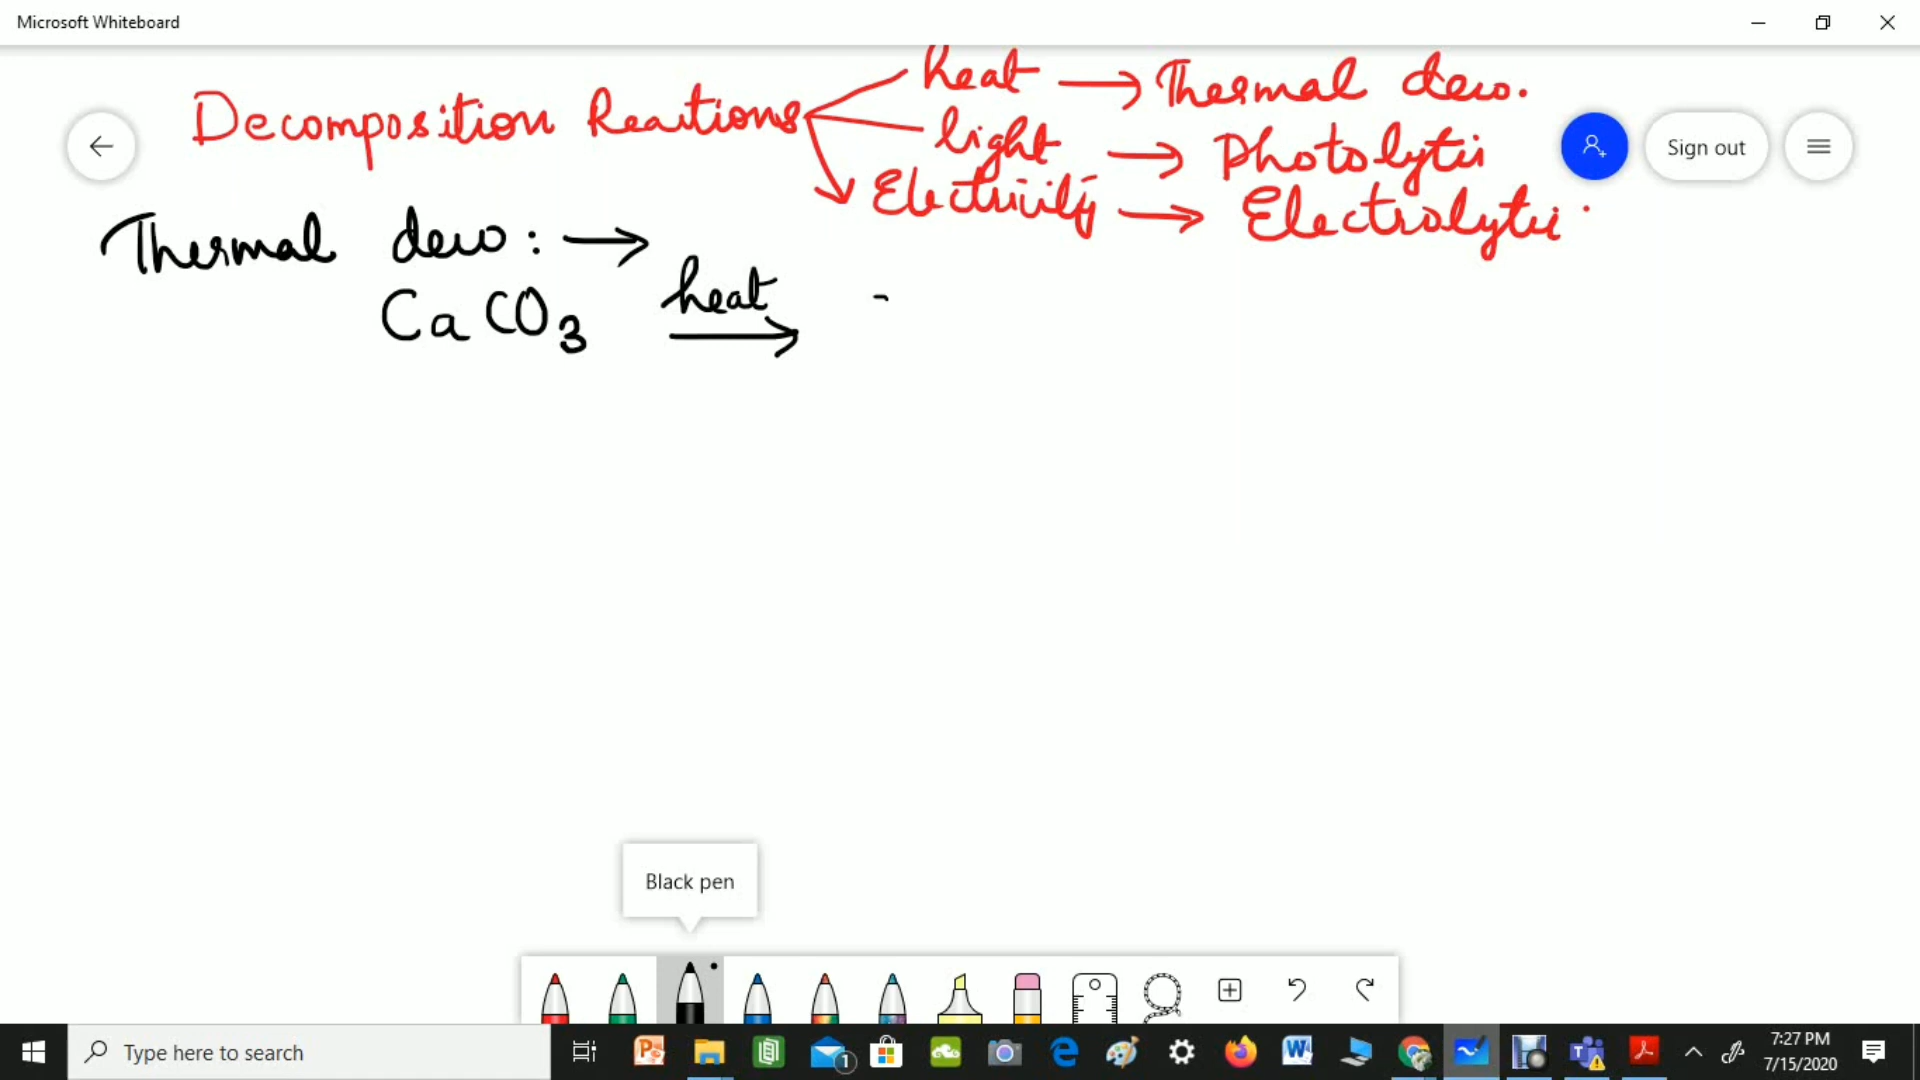 Microsoft Whiteboard
Decomposition Reactions
heat → Thermal deco.
light → Photolytic
Electricity → Electrolytic
Sign out
Thermal deco : →
CaCO3 heat →
Black pen
Type here to search
1
7:27 PM
7/15/2020